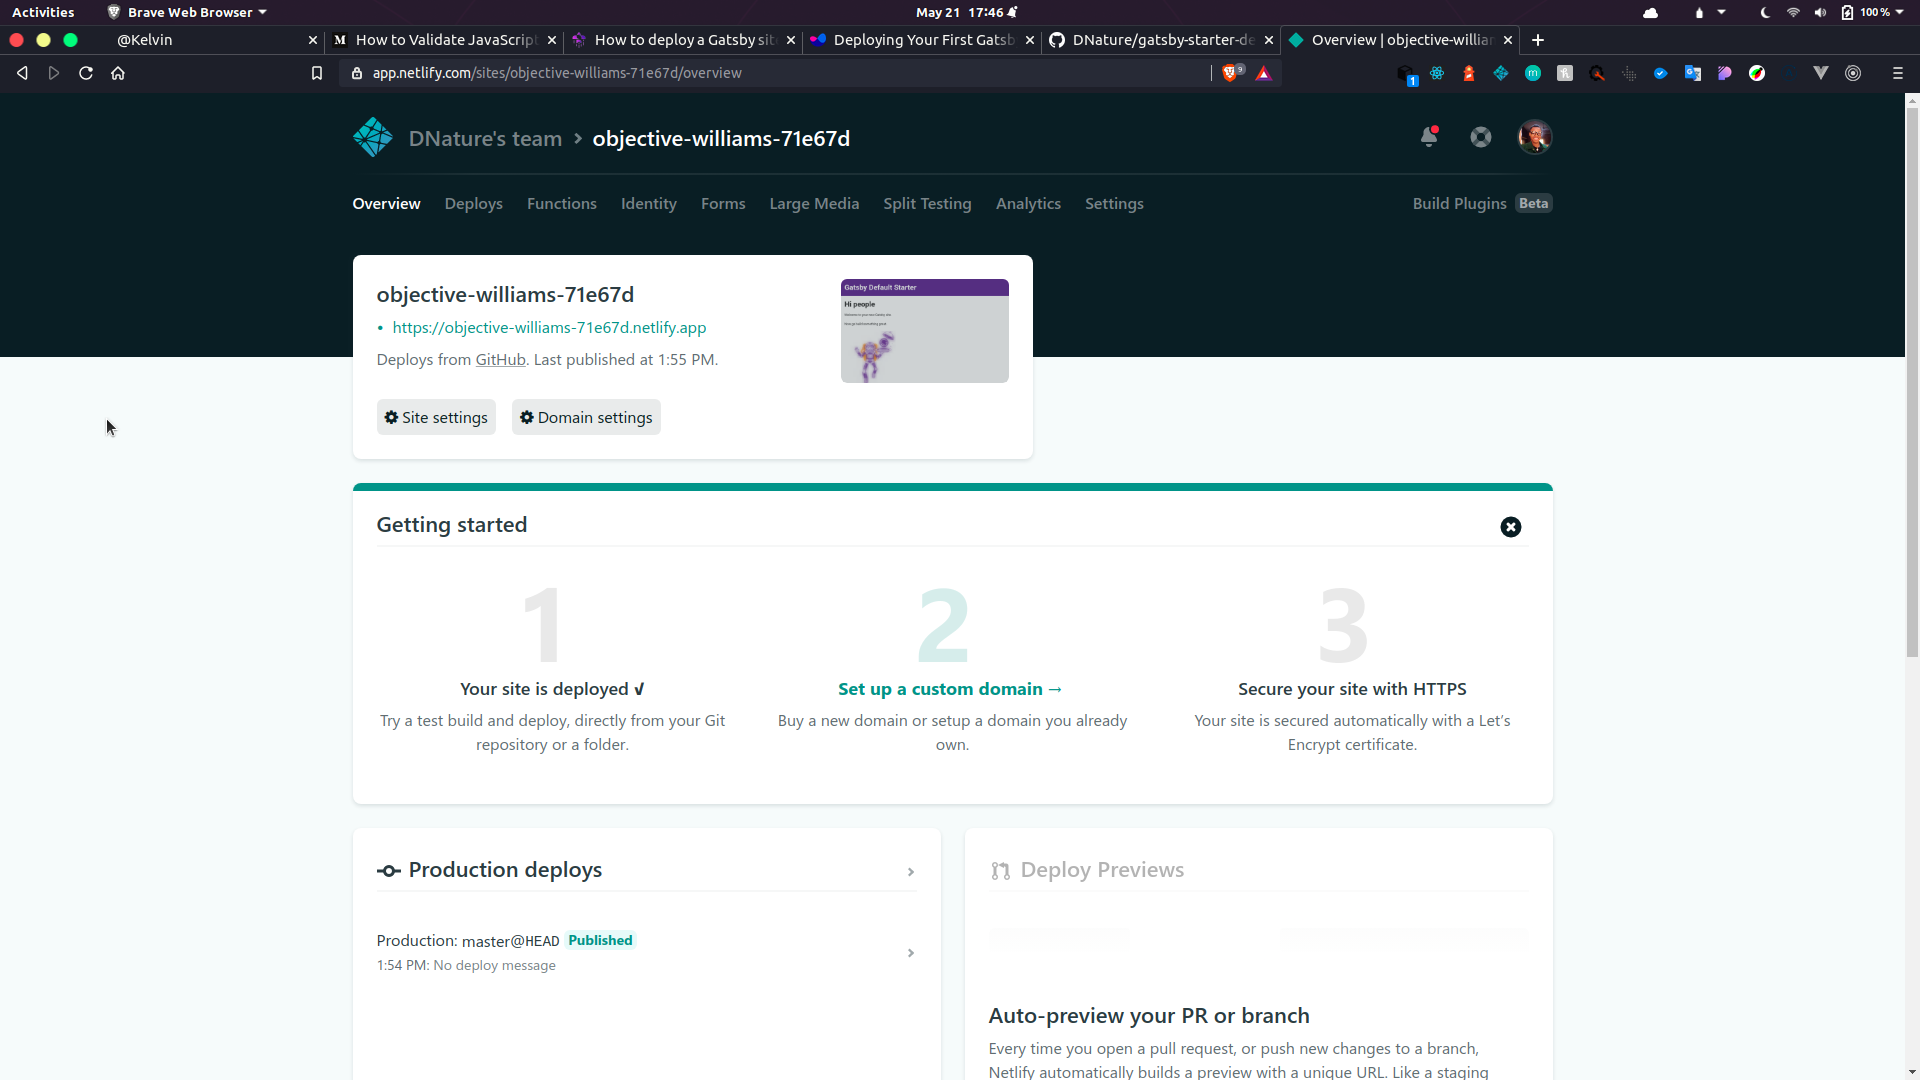 Activities
Brave Web Browser
May 21 17:46
100 %
@Kelvin
How to Validate JavaScript
How to deploy a Gatsby sit
Deploying Your First Gatsb
DNature/gatsby-starter-de
Overview | objective-willian
app.netlify.com/sites/objective-williams-71e67d/overview
9
1
DNature's team
objective-williams-71e67d
Overview
Deploys
Functions
Identity
Forms
Large Media
Split Testing
Analytics
Settings
Build Plugins
Beta
objective-williams-71e67d
https://objective-williams-71e67d.netlify.app
Deploys from GitHub. Last published at 1:55 PM.
Gatsby Default Starter
Hi people
Site settings
Domain settings
Getting started
1
Your site is deployed ✓
Try a test build and deploy, directly from your Git
repository or a folder.
2
Set up a custom domain →
Buy a new domain or setup a domain you already
own.
3
Secure your site with HTTPS
Your site is secured automatically with a Let’s
Encrypt certificate.
Production deploys
Production: master@HEAD Published
1:54 PM: No deploy message
Deploy Previews
Auto-preview your PR or branch
Every time you open a pull request, or push new changes to a branch,
Netlify automatically builds a preview with a unique URL. Like a staging